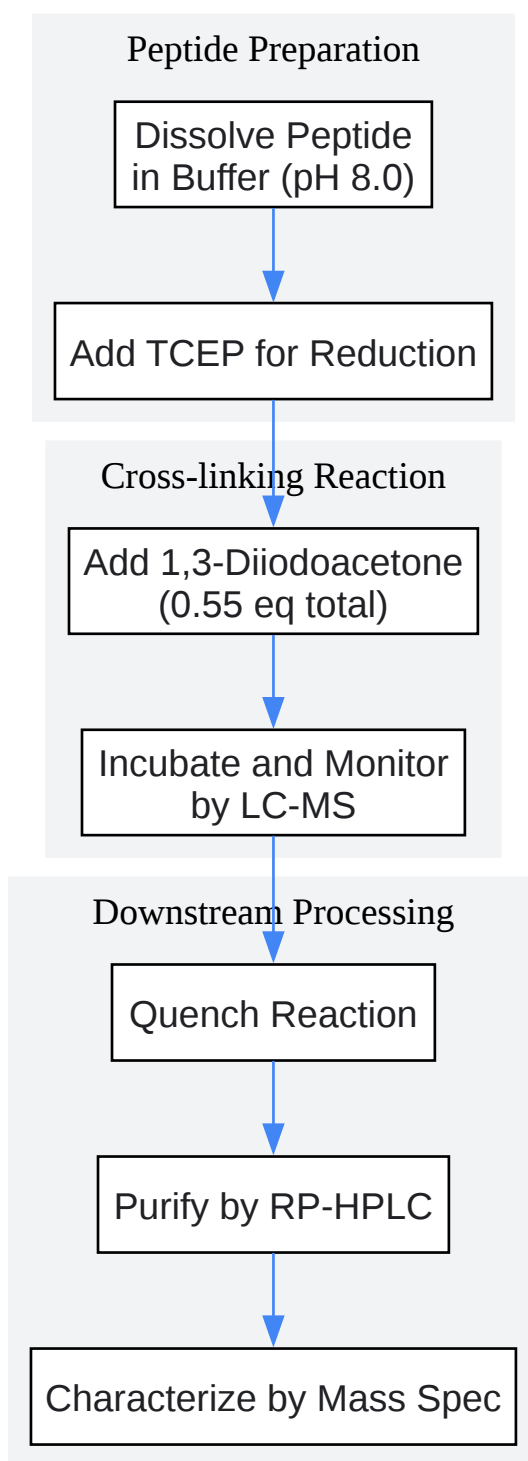 Peptide Preparation
Dissolve Peptide
in Buffer (pH 8.0)
Add TCEP for Reduction
Cross-linking Reaction
Add 1,3-Diiodoacetone
(0.55 eq total)
Incubate and Monitor
by LC-MS
Downstream Processing
Quench Reaction
Purify by RP-HPLC
Characterize by Mass Spec